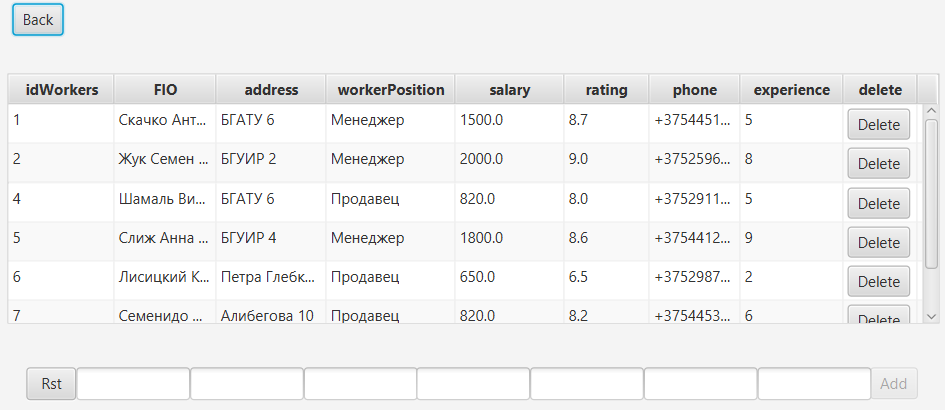 Back
idWorkers FIO address workerPosition salary rating phone experience delete
1 Скачко Ант... БГАТУ 6 Менеджер 1500.0 8.7 +3754451... 5 Delete
2 Жук Семен ... БГУИР 2 Менеджер 2000.0 9.0 +3752596... 8 Delete
4 Шамаль Ви... БГАТУ 6 Продавец 820.0 8.0 +3752911... 5 Delete
5 Слиж Анна ... БГУИР 4 Менеджер 1800.0 8.6 +3754412... 9 Delete
6 Лисицкий К... Петра Глебк... Продавец 650.0 6.5 +3752987... 2 Delete
7 Семенидо ... Алибегова 10 Продавец 820.0 8.2 +3754453... 6 Delete
Rst Add